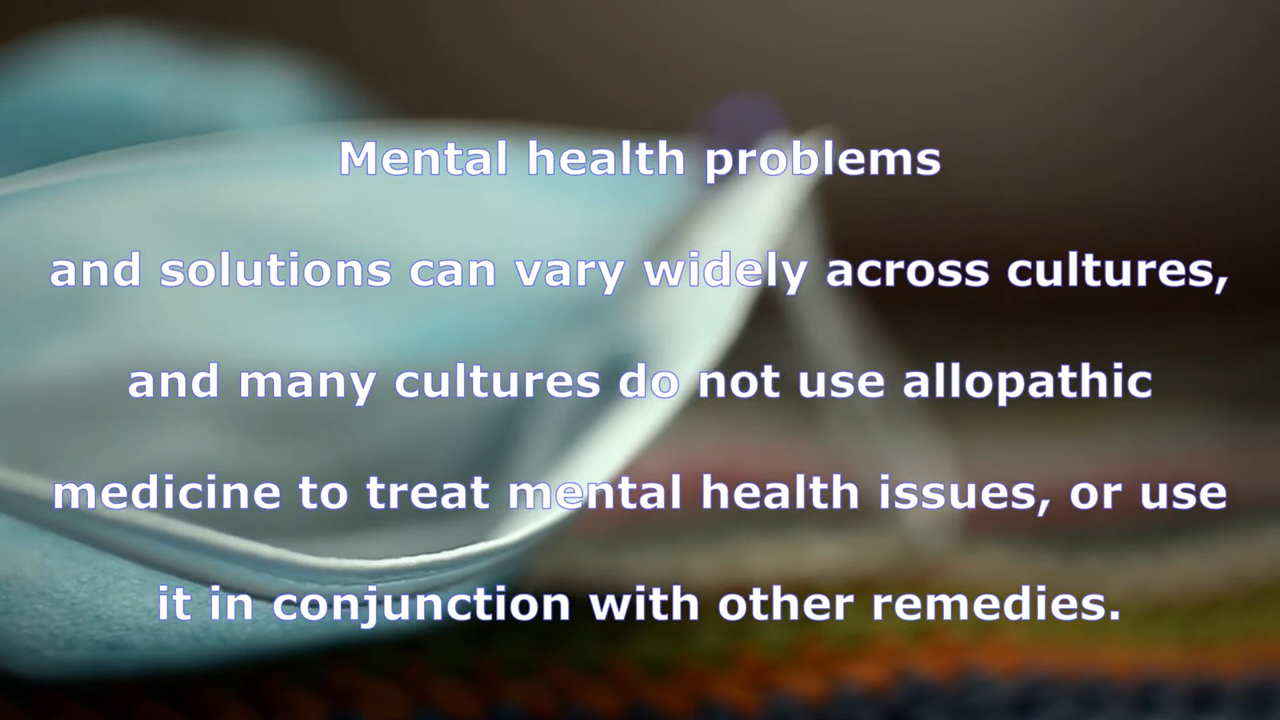 Mental health problems
and solutions can vary widely across cultures,
and many cultures do not use allopathic
medicine to treat mental health issues, or use
it in conjunction with other remedies.